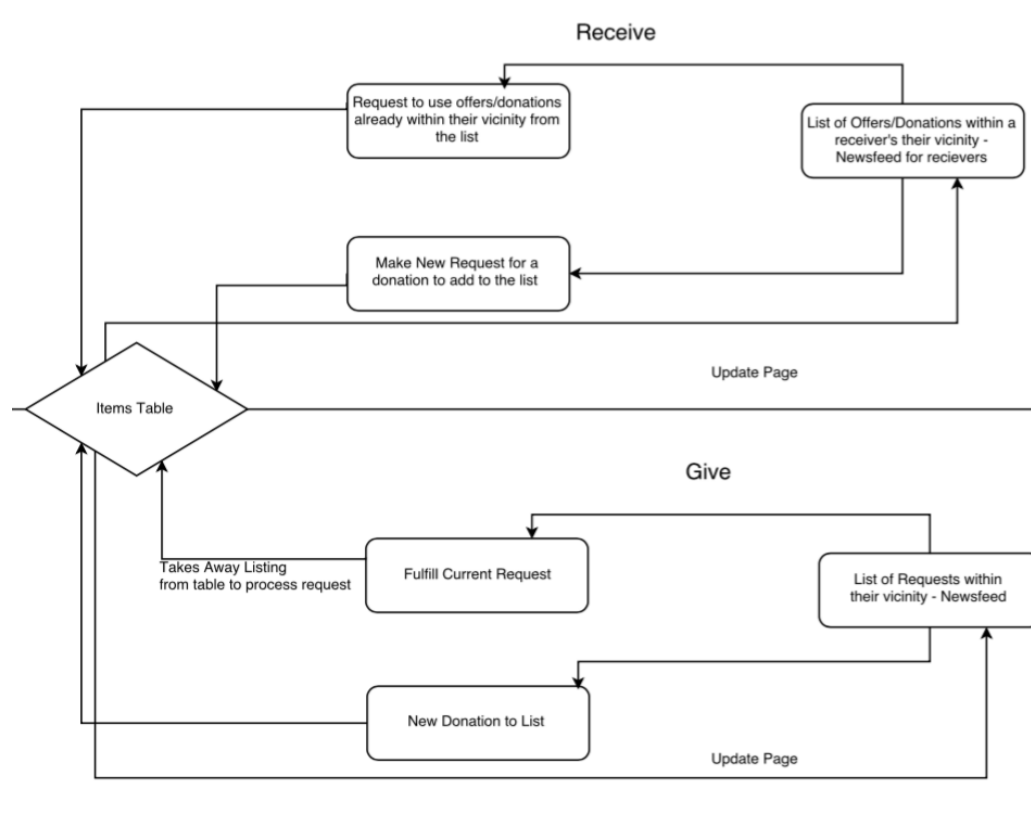 Receive
Request to use offers/donations
already within their vicinity from
the list
List of Offers/Donations within a
receiver's their vicinity -
Newsfeed for recievers
Make New Request for a
donation to add to the list
Update Page
Items Table
Give
Takes Away Listing
from table to process request
Fulfill Current Request
List of Requests within
their vicinity - Newsfeed
New Donation to List
Update Page